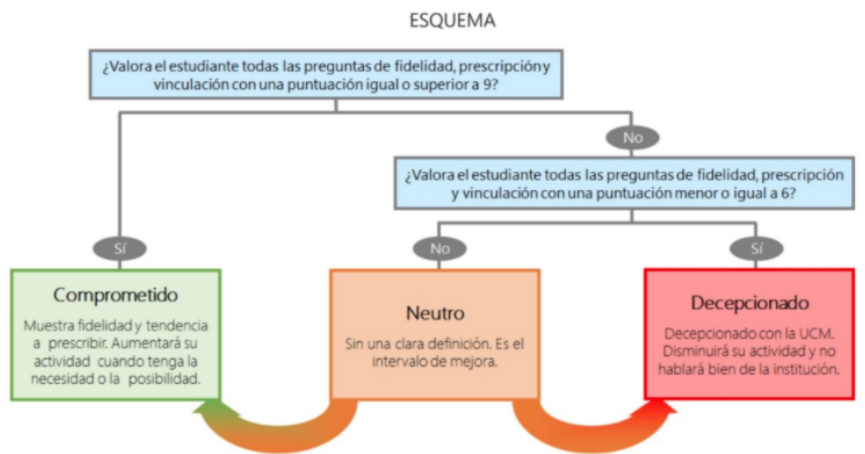 ESQUEMA
¿Valora el estudiante todas las preguntas de fidelidad, prescripción y
vinculación con una puntuación igual o superior a 9?
No
¿Valora el estudiante todas las preguntas de fidelidad, prescripción
y vinculación con una puntuación menor o igual a 6?
Sí
No
Sí
Comprometido
Muestra fidelidad y tendencia
a prescribir. Aumentará su
actividad cuando tenga la
necesidad o la posibilidad.
Neutro
Sin una clara definición. Es el
intervalo de mejora.
Decepcionado
Decepcionado con la UCM.
Disminuirá su actividad y no
hablará bien de la institución.